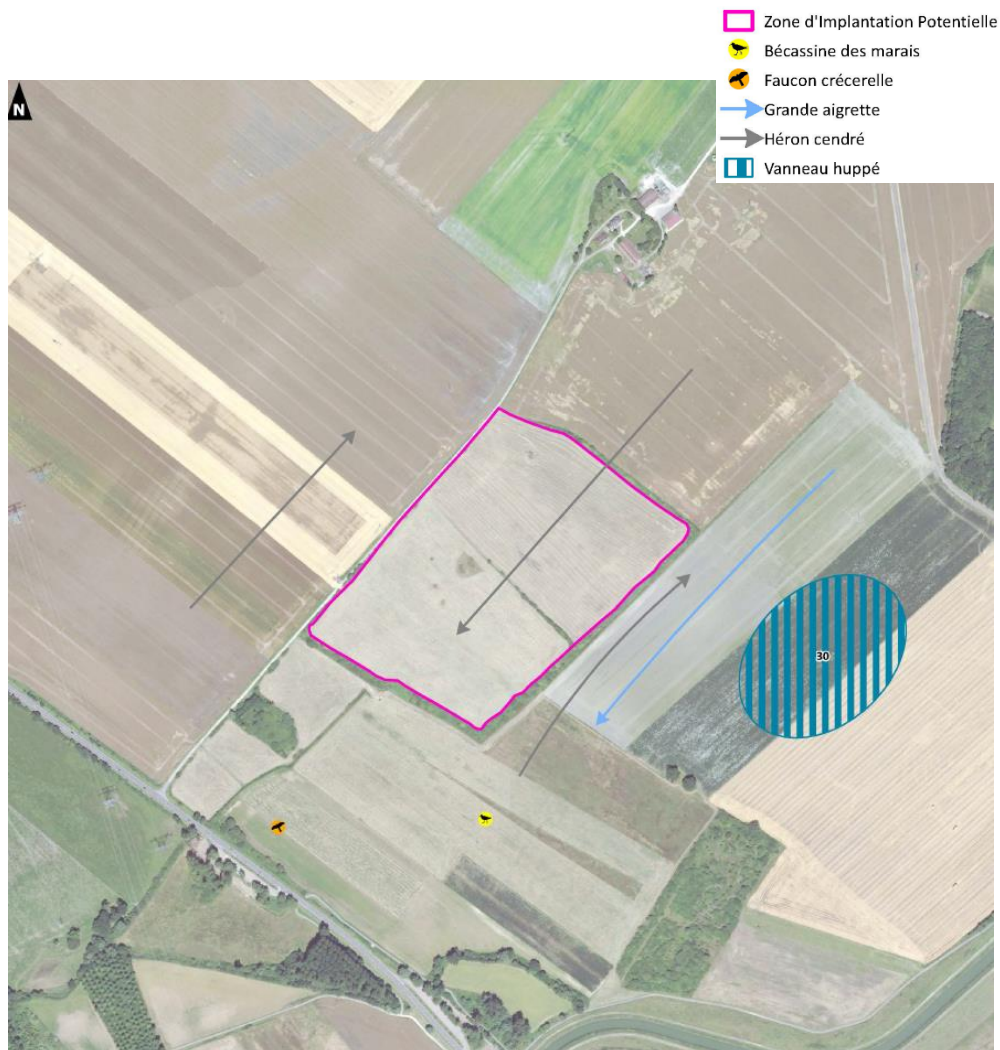 Zone d'Implantation Potentielle
Bécassine des marais
Faucon crécerelle
Grande aigrette
Héron cendré
Vanneau huppé
N
30